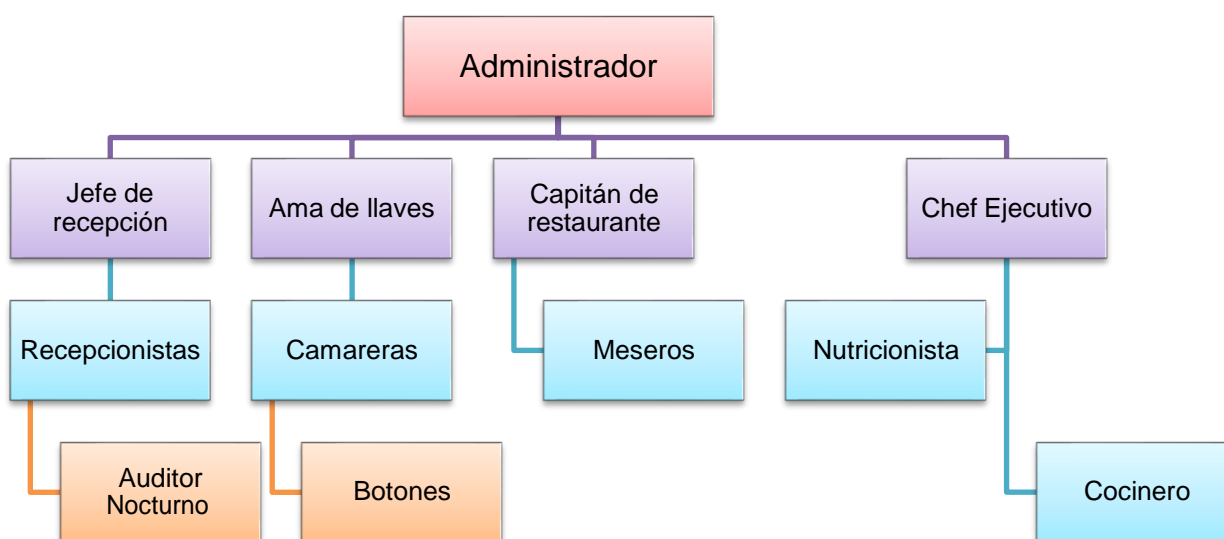 Administrador
Jefe de
recepción
Ama de llaves
Capitán de
restaurante
Chef Ejecutivo
Recepcionistas
Camareras
Meseros
Nutricionista
Auditor
Nocturno
Botones
Cocinero